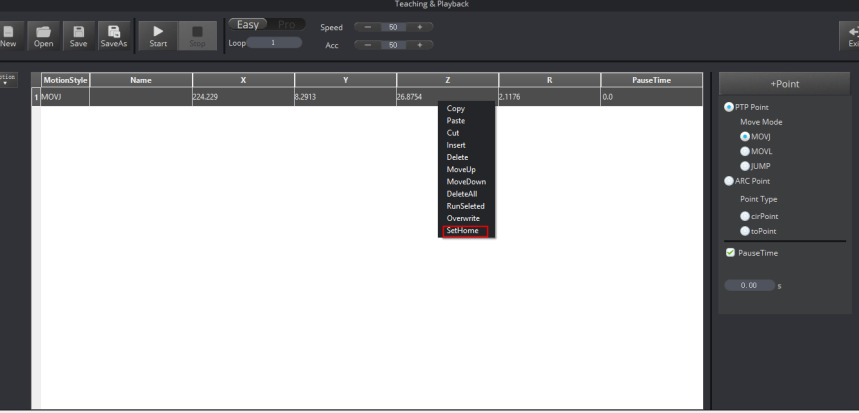 Teaching & Playback
New Open Save SaveAs Start Stop
Easy Pro
Loop 1
Speed — 50 +
Acc — 50 +
MotionStyle Name X Y Z R PauseTime
1 MOVJ 224.229 8.2913 26.8754 2.1176 0.0
Copy
Paste
Cut
Insert
Delete
MoveUp
MoveDown
DeleteAll
RunSeleted
Overwrite
SetHome
+Point
PTP Point
Move Mode
MOVJ
MOVL
JUMP
ARC Point
Point Type
cirPoint
toPoint
PauseTime
0.00 s